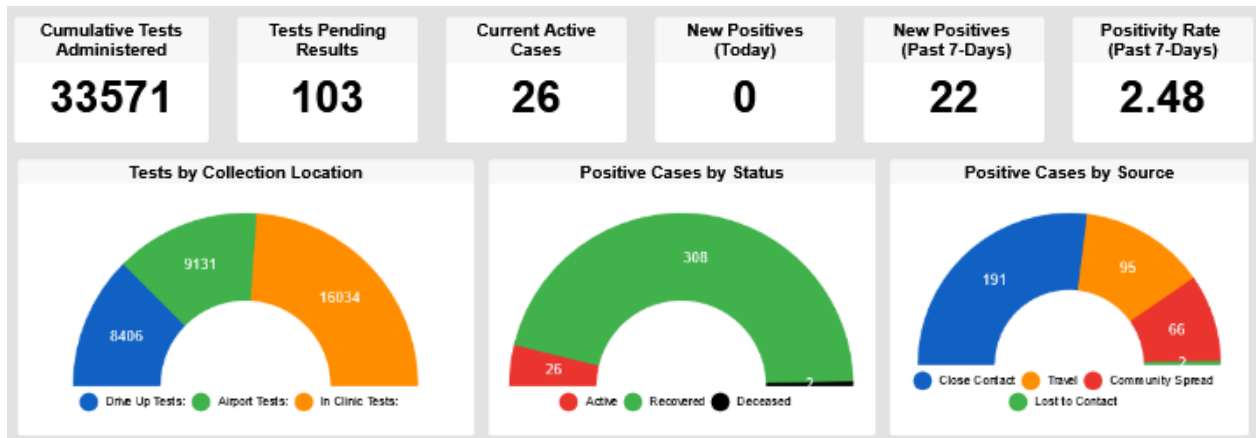 Cumulative Tests
Administered
33571
Tests Pending
Results
103
Current Active
Cases
26
New Positives
(Today)
0
New Positives
(Past 7-Days)
22
Positivity Rate
(Past 7-Days)
2.48
Tests by Collection Location
9131
16034
8406
Drive Up Tests:
Airport Tests:
In Clinic Tests:
Positive Cases by Status
308
26
2
Active
Recovered
Deceased
Positive Cases by Source
191
95
66
2
Close Contact
Travel
Community Spread
Lost to Contact